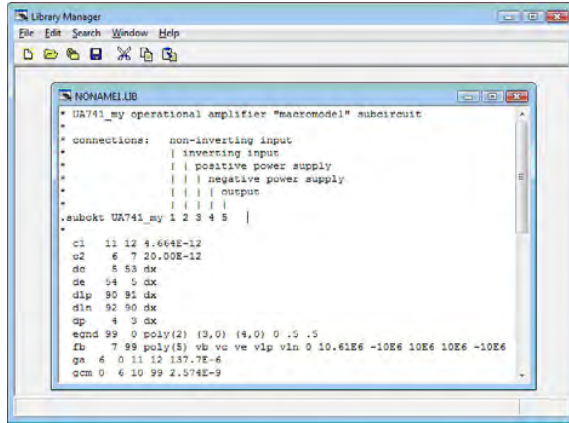 Library Manager
File Edit Search Window Help
NONAME1.LIB
* UA741_my operational amplifier "macromodel" subcircuit
*
* connections: non-inverting input
* | inverting input
* | | positive power supply
* | | | negative power supply
* | | | | output
* | | | | |
.subckt UA741_my 1 2 3 4 5
*
c1 11 12 4.664E-12
c2 6 7 20.00E-12
dc 5 53 dx
de 54 5 dx
dlp 90 91 dx
dln 92 90 dx
dp 4 3 dx
egnd 99 0 poly(2) (3,0) (4,0) 0 .5 .5
fb 7 99 poly(5) vb vc ve vlp vln 0 10.61E6 -10E6 10E6 10E6 -10E6
ga 6 0 11 12 137.7E-6
gcm 0 6 10 99 2.574E-9